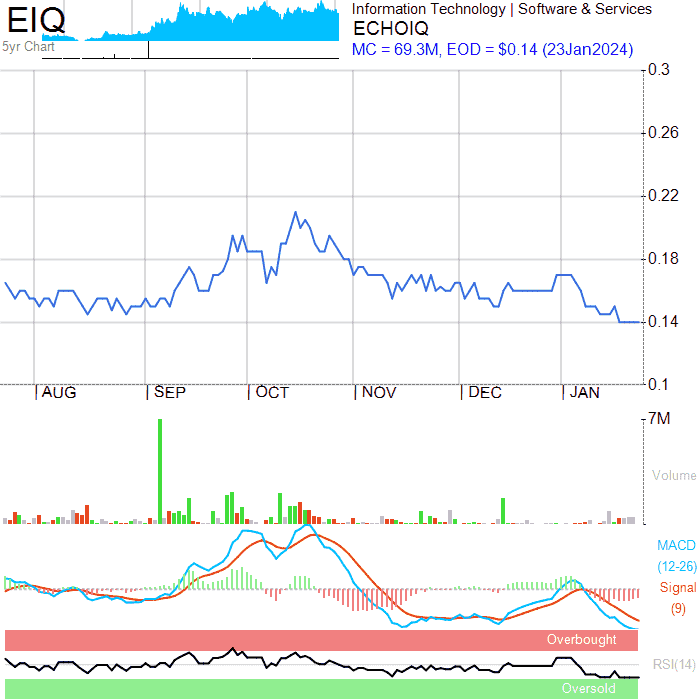 EIQ
5yr Chart
Information Technology | Software & Services
ECHOIQ
MC = 69.3M, EOD = $0.14 (23Jan2024)
0.3
0.26
0.22
0.18
0.14
0.1
| AUG | SEP | OCT | NOV | DEC | JAN
7M
Volume
MACD
(12-26)
Signal
(9)
Overbought
RSI(14)
Oversold